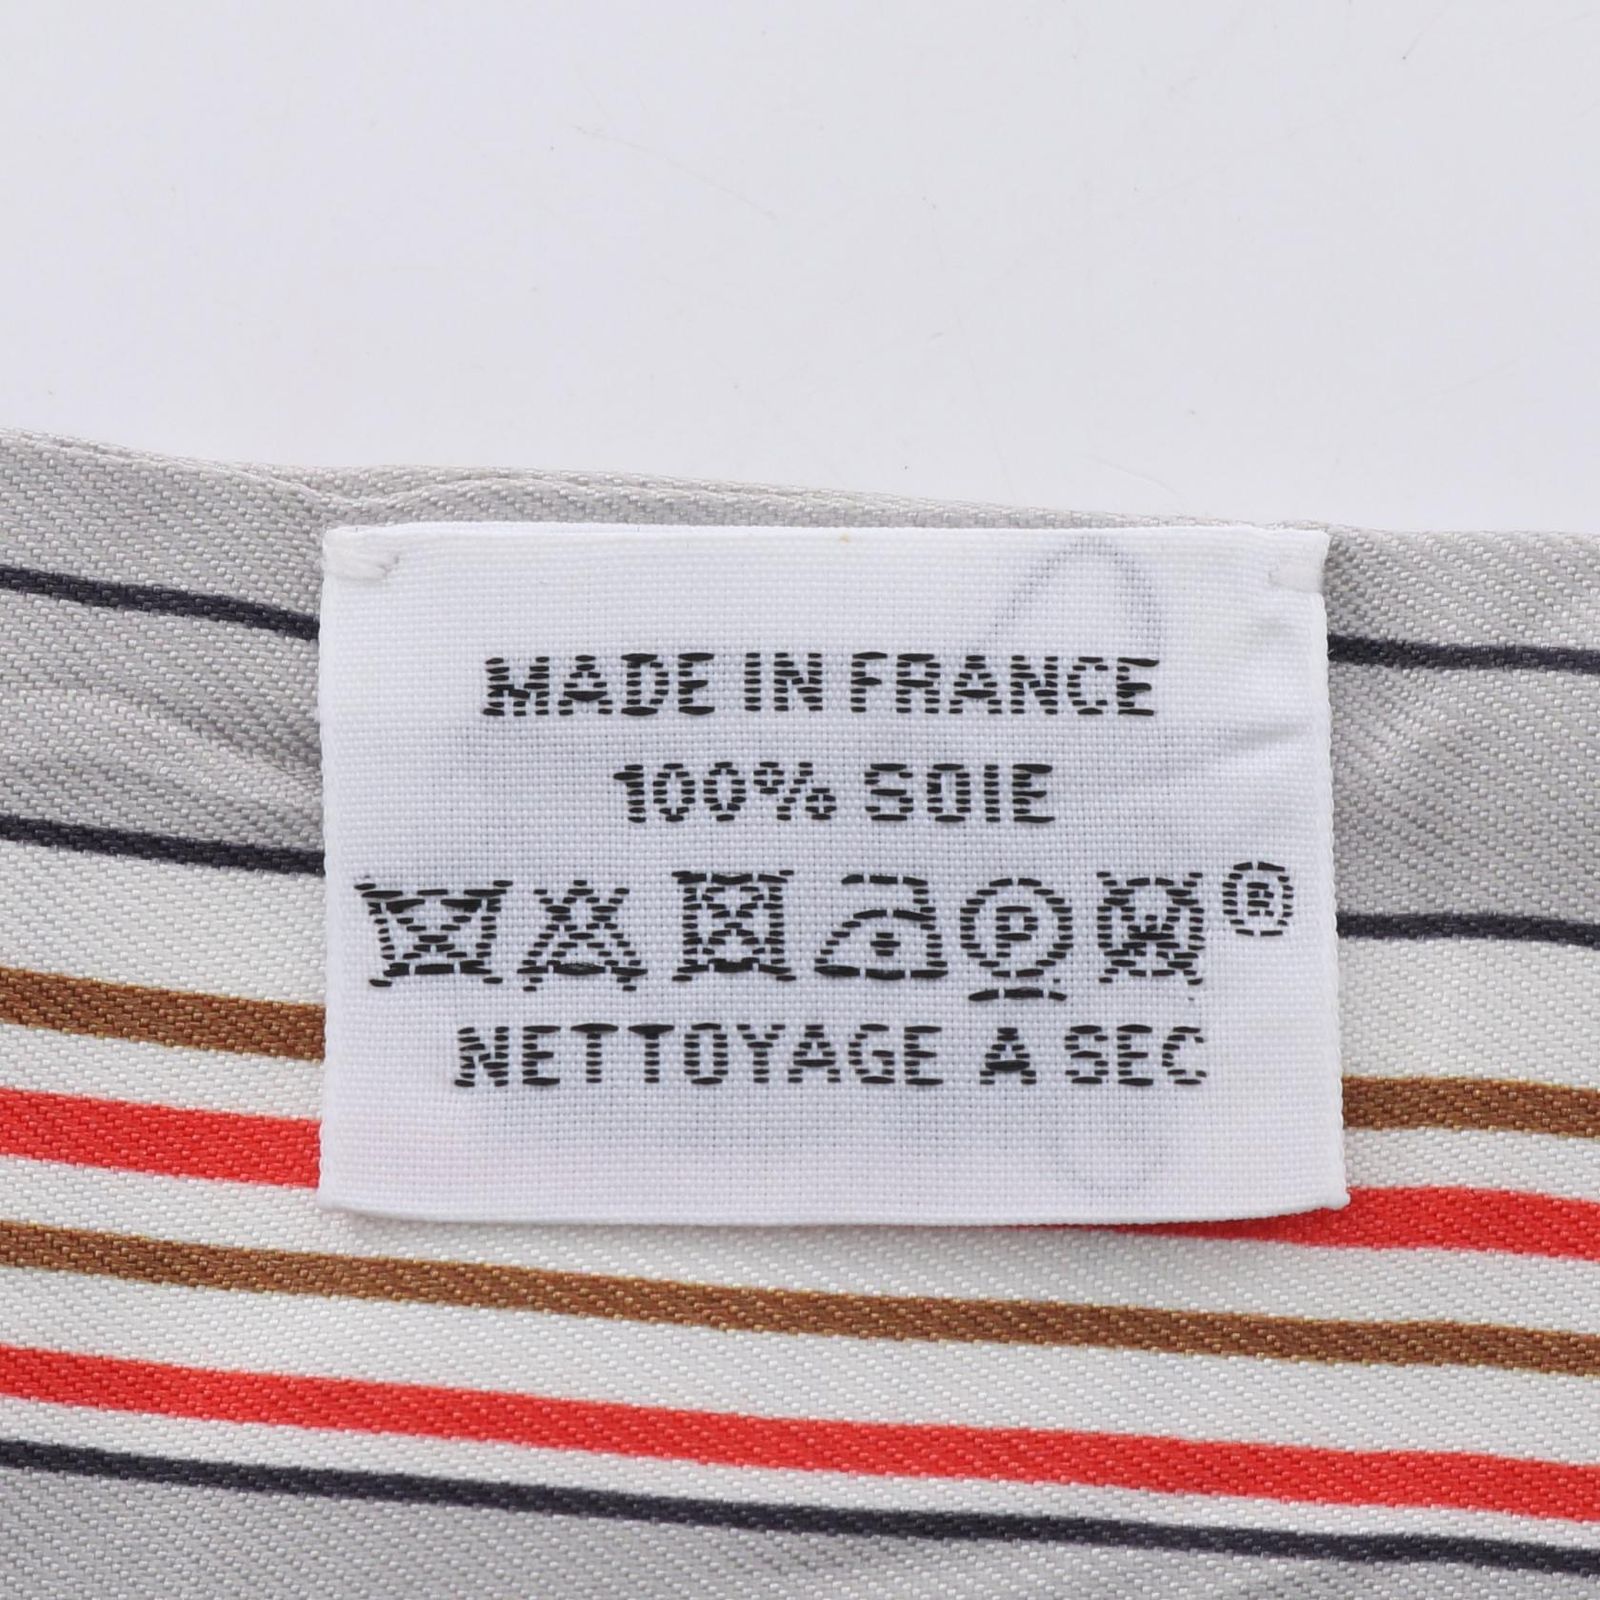 MADE IN FRANCE
100% SOIE
P W ®
NETTOYAGE A SEC